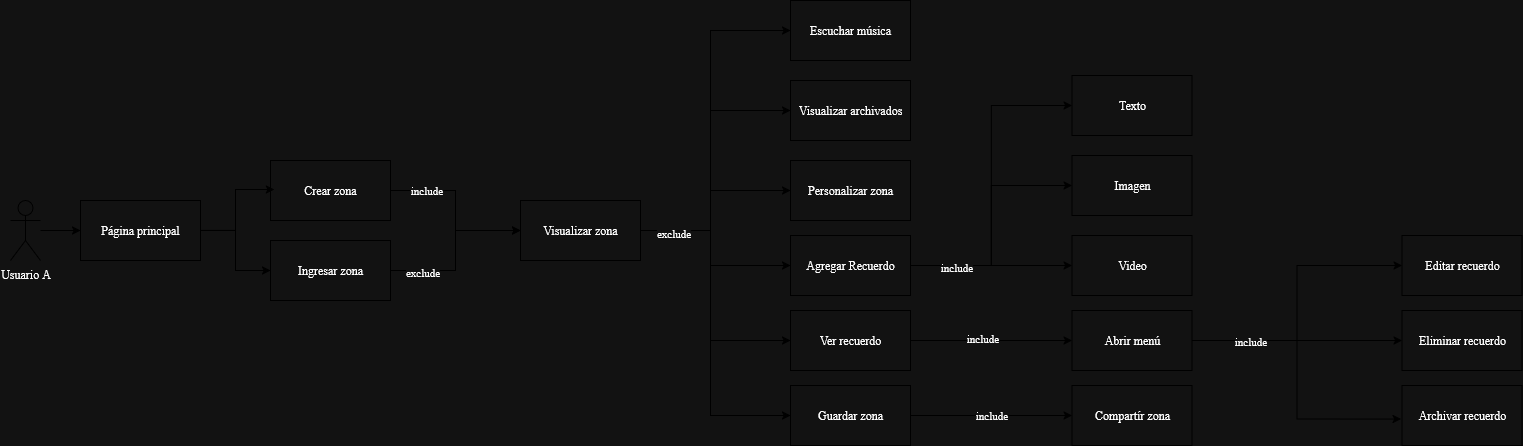 Usuario A
Página principal
Crear zona
Ingresar zona
include
exclude
Visualizar zona
exclude
Escuchar música
Visualizar archivados
Personalizar zona
Agregar Recuerdo
include
Texto
Imagen
Video
Ver recuerdo
include
Abrir menú
include
Editar recuerdo
Eliminar recuerdo
Archivar recuerdo
Guardar zona
include
Compartír zona